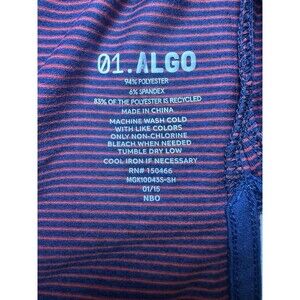 01.ALGO
94% POLYESTER
6% SPANDEX
83% OF THE POLYESTER IS RECYCLED
MADE IN CHINA
MACHINE WASH COLD
WITH LIKE COLORS
ONLY NON-CHLORINE
BLEACH WHEN NEEDED
TUMBLE DRY LOW
COOL IRON IF NECESSARY
RN# 150466
MGK10043S-SH
01/15
NBO